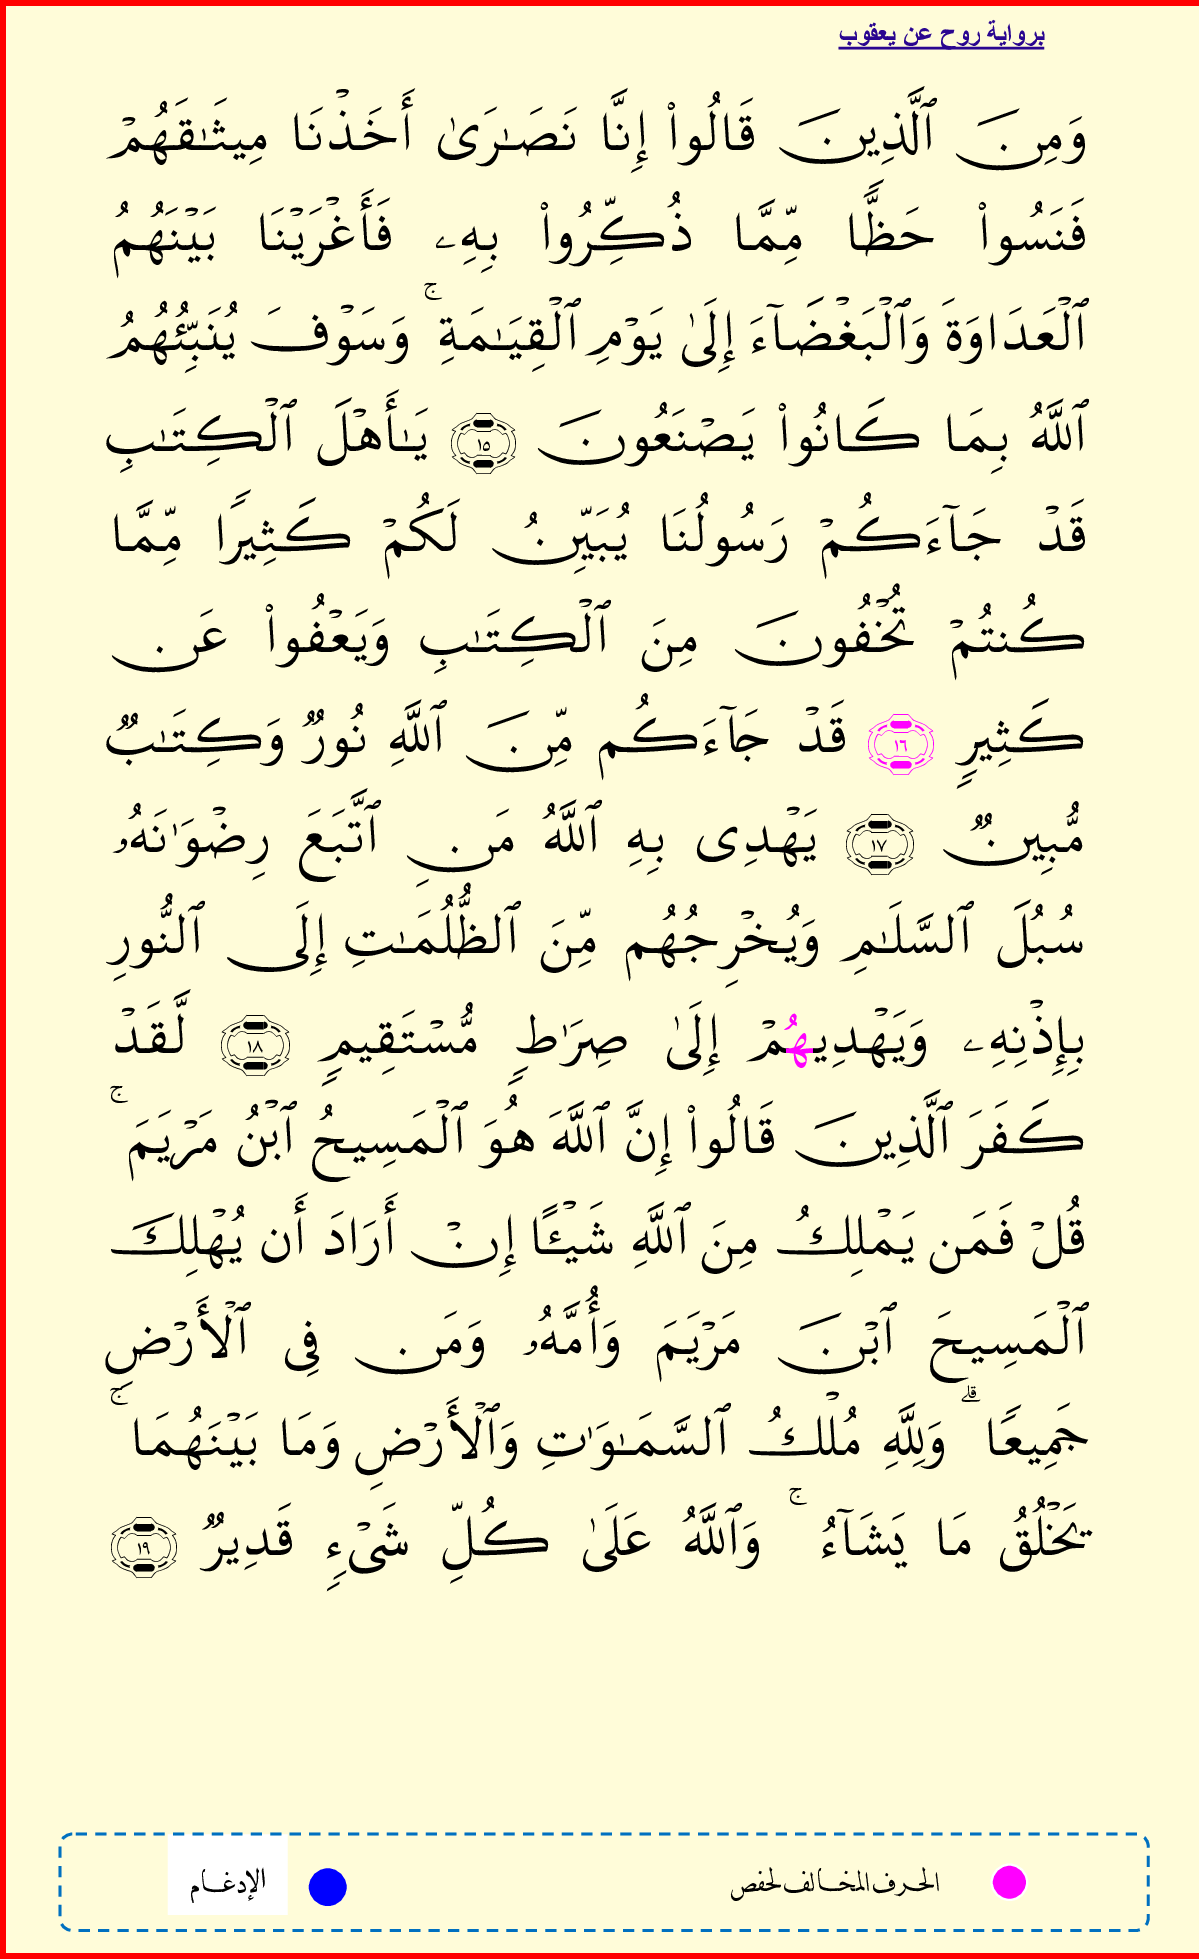 برواية روح عن يعقوب
وَمِنَ ٱلَّذِينَ قَالُوا۟ إِنَّا نَصَـٰرَىٰ أَخَذْنَا مِيثَـٰقَهُمْ
فَنَسُوا۟ حَظًّا مِّمَّا ذُكِّرُوا۟ بِهِۦ فَأَغْرَيْنَا بَيْنَهُمُ
ٱلْعَدَاوَةَ وَٱلْبَغْضَآءَ إِلَىٰ يَوْمِ ٱلْقِيَـٰمَةِ ۚ وَسَوْفَ يُنَبِّئُهُمُ
ٱللَّهُ بِمَا كَانُوا۟ يَصْنَعُونَ ١٥ يَـٰٓأَهْلَ ٱلْكِتَـٰبِ
قَدْ جَآءَكُمْ رَسُولُنَا يُبَيِّنُ لَكُمْ كَثِيرًا مِّمَّا
كُنتُمْ تُخْفُونَ مِنَ ٱلْكِتَـٰبِ وَيَعْفُوا۟ عَن
كَثِيرٍ ١٦ قَدْ جَآءَكُم مِّنَ ٱللَّهِ نُورٌ وَكِتَـٰبٌ
مُّبِينٌ ١٧ يَهْدِى بِهِ ٱللَّهُ مَنِ ٱتَّبَعَ رِضْوَٰنَهُۥ
سُبُلَ ٱلسَّلَـٰمِ وَيُخْرِجُهُم مِّنَ ٱلظُّلُمَـٰتِ إِلَى ٱلنُّورِ
بِإِذْنِهِۦ وَيَهْدِيهُمْ إِلَىٰ صِرَٰطٍ مُّسْتَقِيمٍ ١٨ لَّقَدْ
كَفَرَ ٱلَّذِينَ قَالُوا۟ إِنَّ ٱللَّهَ هُوَ ٱلْمَسِيحُ ٱبْنُ مَرْيَمَ ۚ
قُلْ فَمَن يَمْلِكُ مِنَ ٱللَّهِ شَيْـًٔا إِنْ أَرَادَ أَن يُهْلِكَ
ٱلْمَسِيحَ ٱبْنَ مَرْيَمَ وَأُمَّهُۥ وَمَن فِى ٱلْأَرْضِ
جَمِيعًا ۗ وَلِلَّهِ مُلْكُ ٱلسَّمَـٰوَٰتِ وَٱلْأَرْضِ وَمَا بَيْنَهُمَا ۚ
يَخْلُقُ مَا يَشَآءُ ۚ وَٱللَّهُ عَلَىٰ كُلِّ شَىْءٍ قَدِيرٌ ١٩
الحرف المخالف لحفص
الإدغام